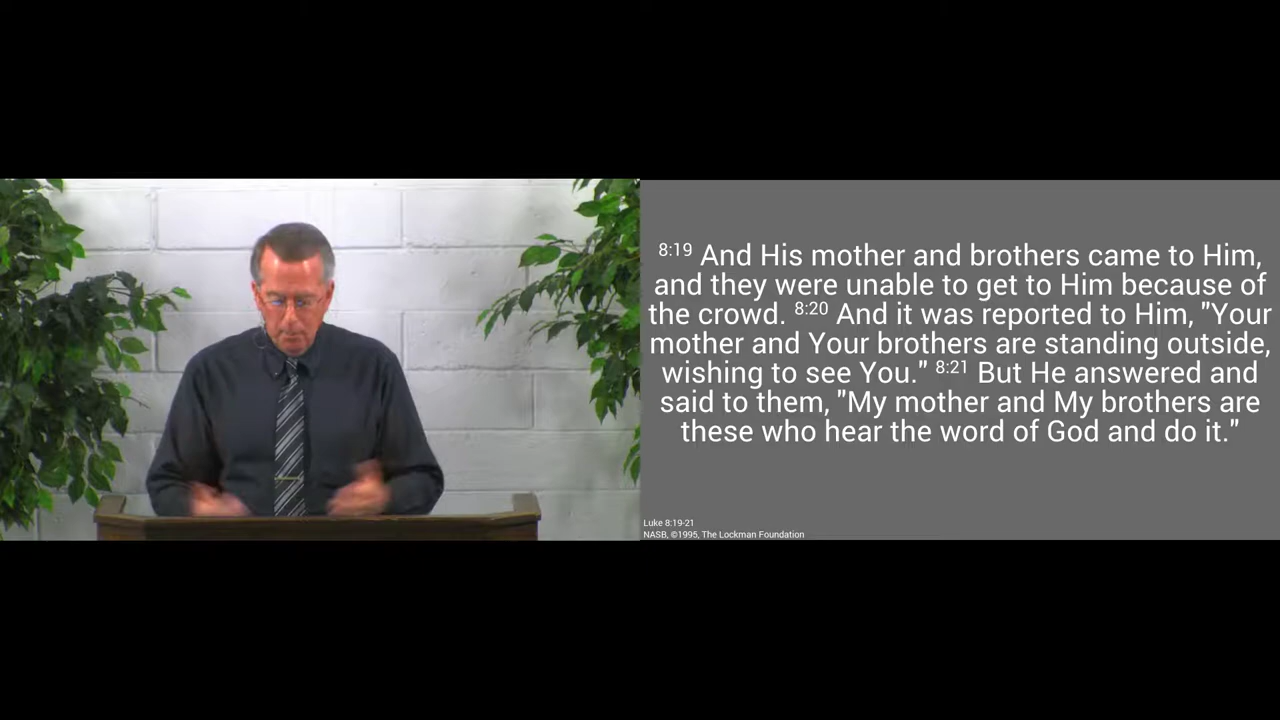 8:19 And His mother and brothers came to Him,
and they were unable to get to Him because of
the crowd. 8:20 And it was reported to Him, "Your
mother and Your brothers are standing outside,
wishing to see You." 8:21 But He answered and
said to them, "My mother and My brothers are
these who hear the word of God and do it."
Luke 8:19-21
NASB, ©1995, The Lockman Foundation